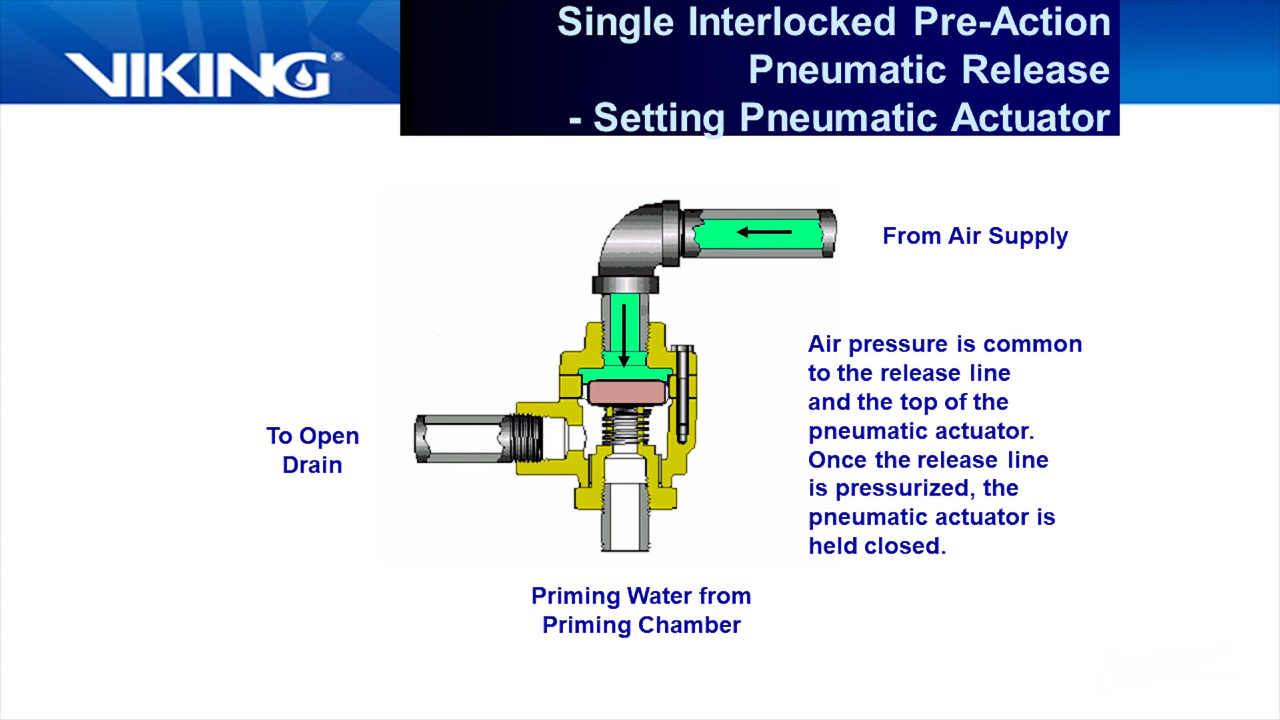 VIKING®
Single Interlocked Pre-Action
Pneumatic Release
- Setting Pneumatic Actuator
From Air Supply
Air pressure is common
to the release line
and the top of the
pneumatic actuator.
Once the release line
is pressurized, the
pneumatic actuator is
held closed.
To Open
Drain
Priming Water from
Priming Chamber